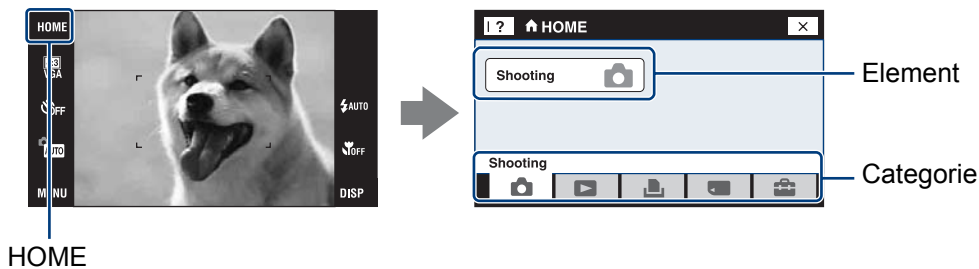 HOME
VGA
OFF
AUTO
MENU
AUTO
OFF
DISP
HOME
? HOME ×
Shooting
Element
Shooting
Categorie